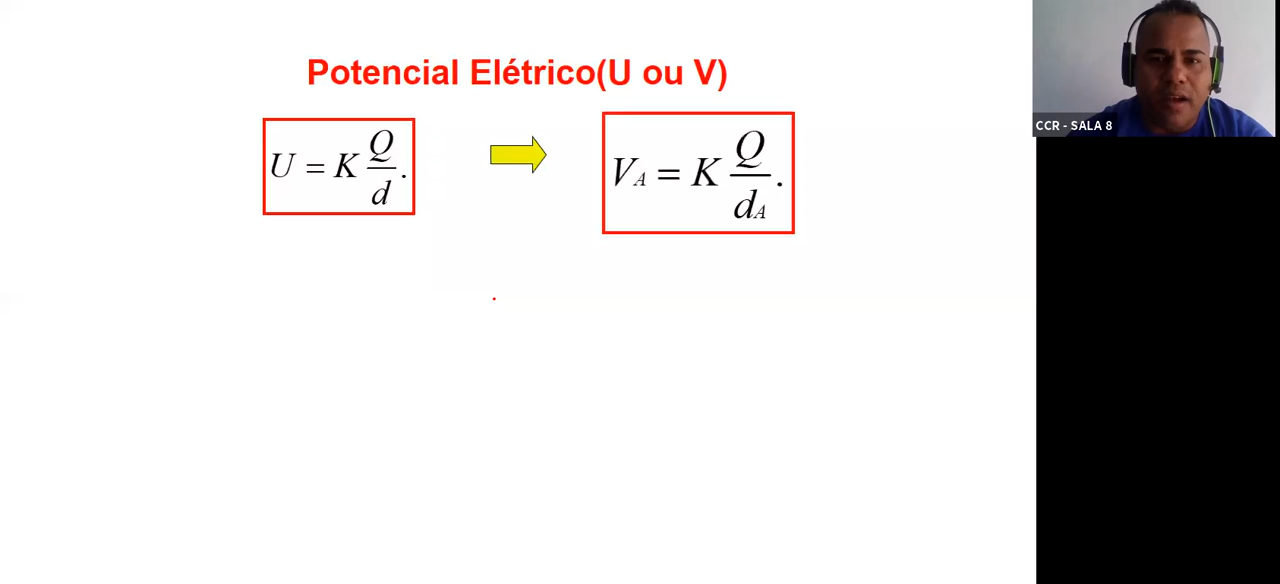 Potencial Elétrico(U ou V)
U = K Q/d.
V_A = K Q/d_A.
CCR - SALA 8